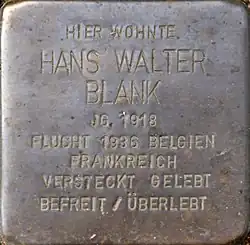 HIER WOHNTE
HANS WALTER
BLANK
JG. 1918
FLUCHT 1936 BELGIEN
FRANKREICH
VERSTECKT GELEBT
BEFREIT / ÜBERLEBT